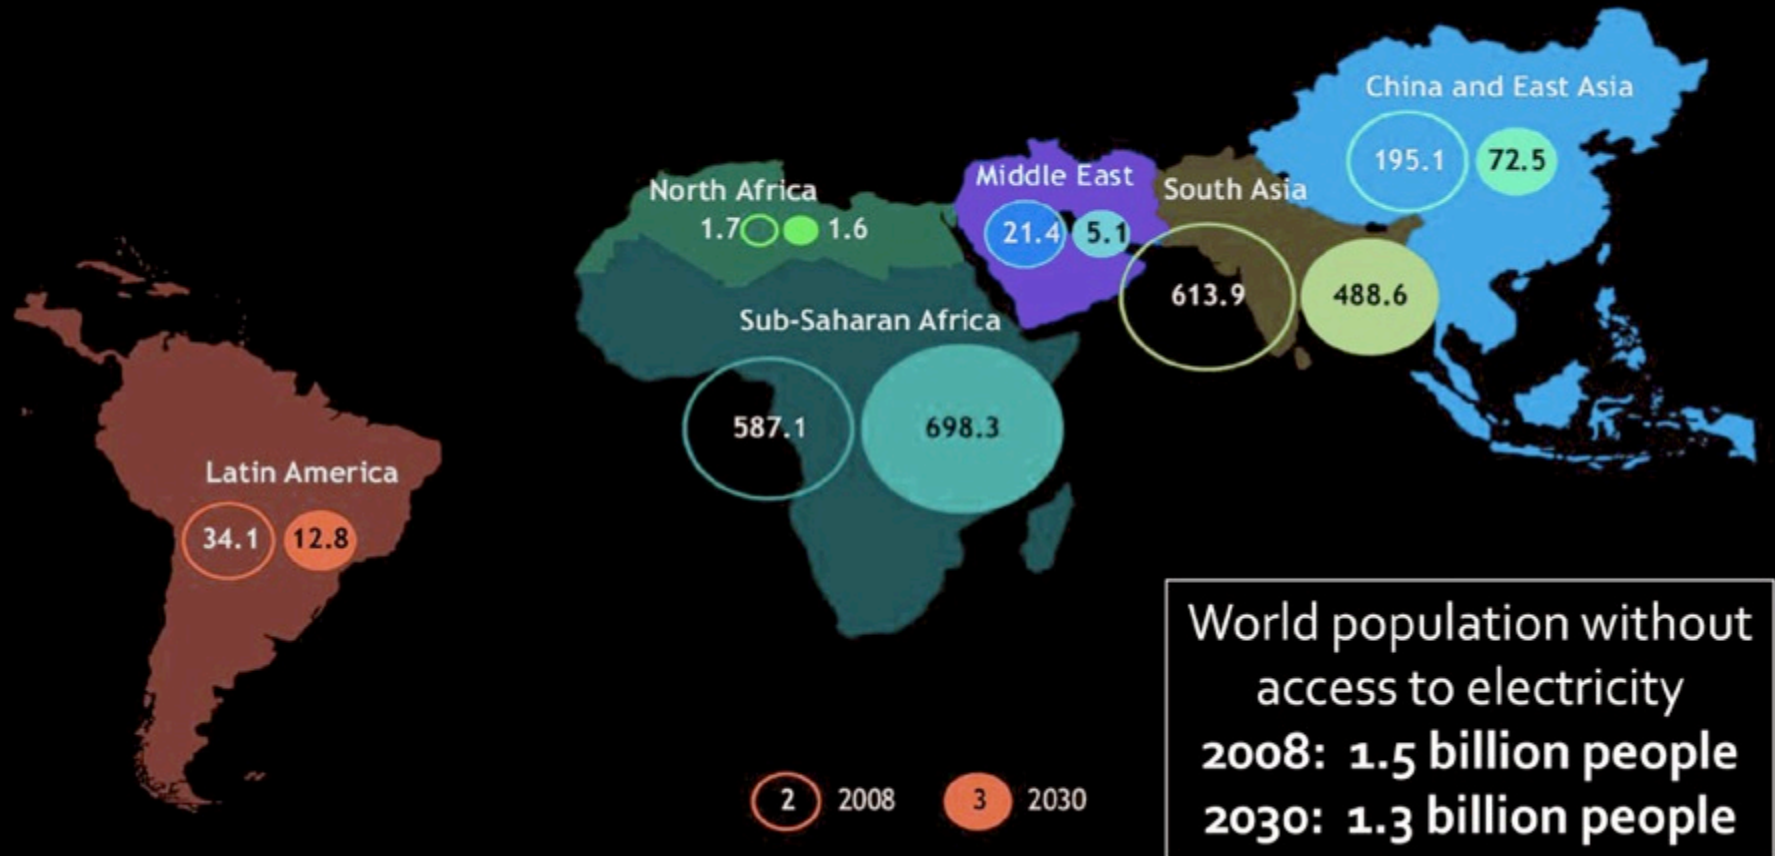 China and East Asia
195.1 72.5
North Africa
1.7 1.6
Middle East
21.4 5.1
South Asia
613.9 488.6
Sub-Saharan Africa
587.1 698.3
Latin America
34.1 12.8
2 2008 3 2030
World population without
access to electricity
2008: 1.5 billion people
2030: 1.3 billion people